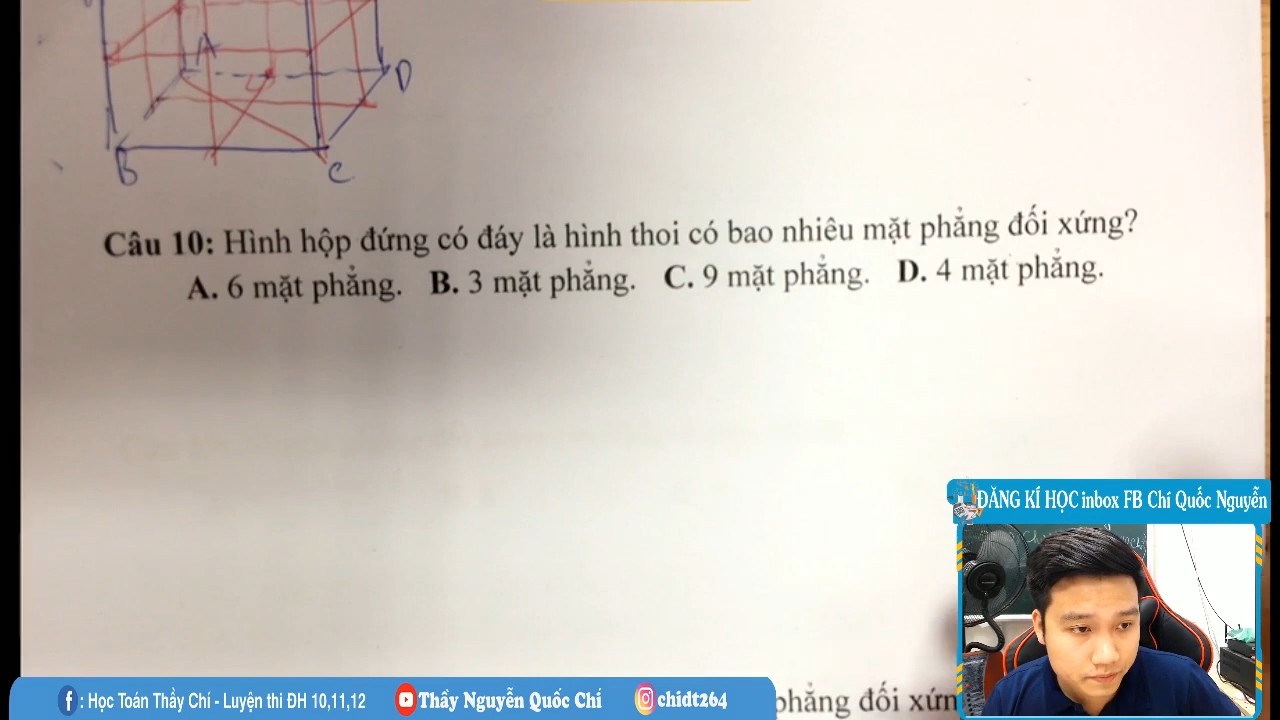 A
D
B
C
Câu 10: Hình hộp đứng có đáy là hình thoi có bao nhiêu mặt phẳng đối xứng?
A. 6 mặt phẳng. B. 3 mặt phẳng. C. 9 mặt phẳng. D. 4 mặt phẳng.
ĐĂNG KÍ HỌC inbox FB Chí Quốc Nguyễn
: Học Toán Thầy Chí - Luyện thi ĐH 10,11,12
Thầy Nguyễn Quốc Chí
chidt264
phẳng đối xứn